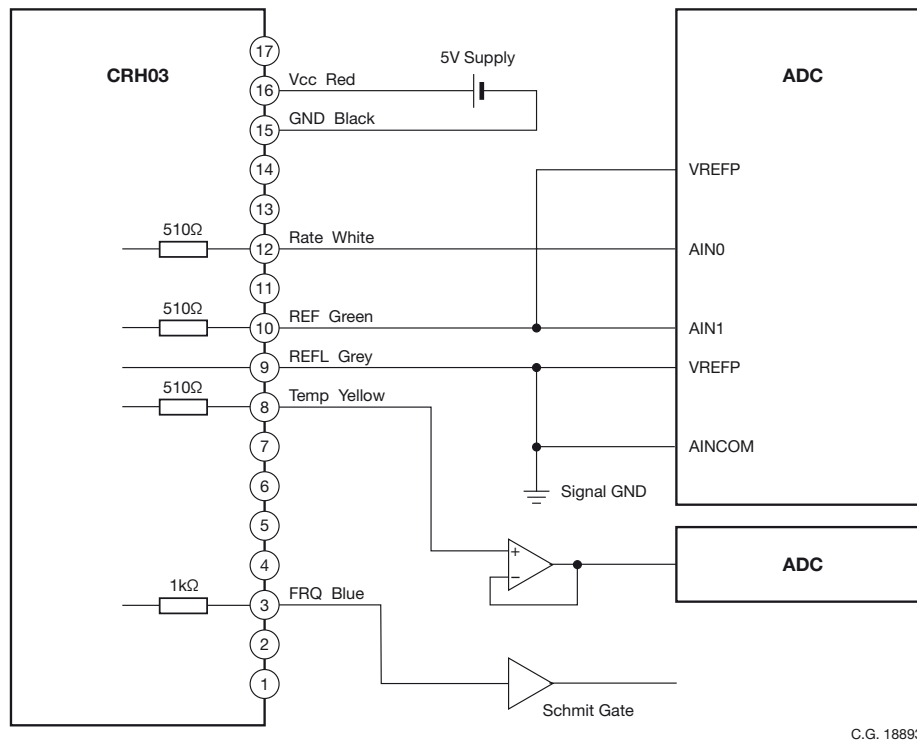 CRH03
17
16
Vcc Red
15
GND Black
14
13
510Ω
12
Rate White
11
510Ω
10
REF Green
9
REFL Grey
510Ω
8
Temp Yellow
7
6
5
4
1kΩ
3
FRQ Blue
2
1
5V Supply
ADC
VREFP
AIN0
AIN1
VREFP
AINCOM
Signal GND
+
−
ADC
Schmit Gate
C.G. 18893